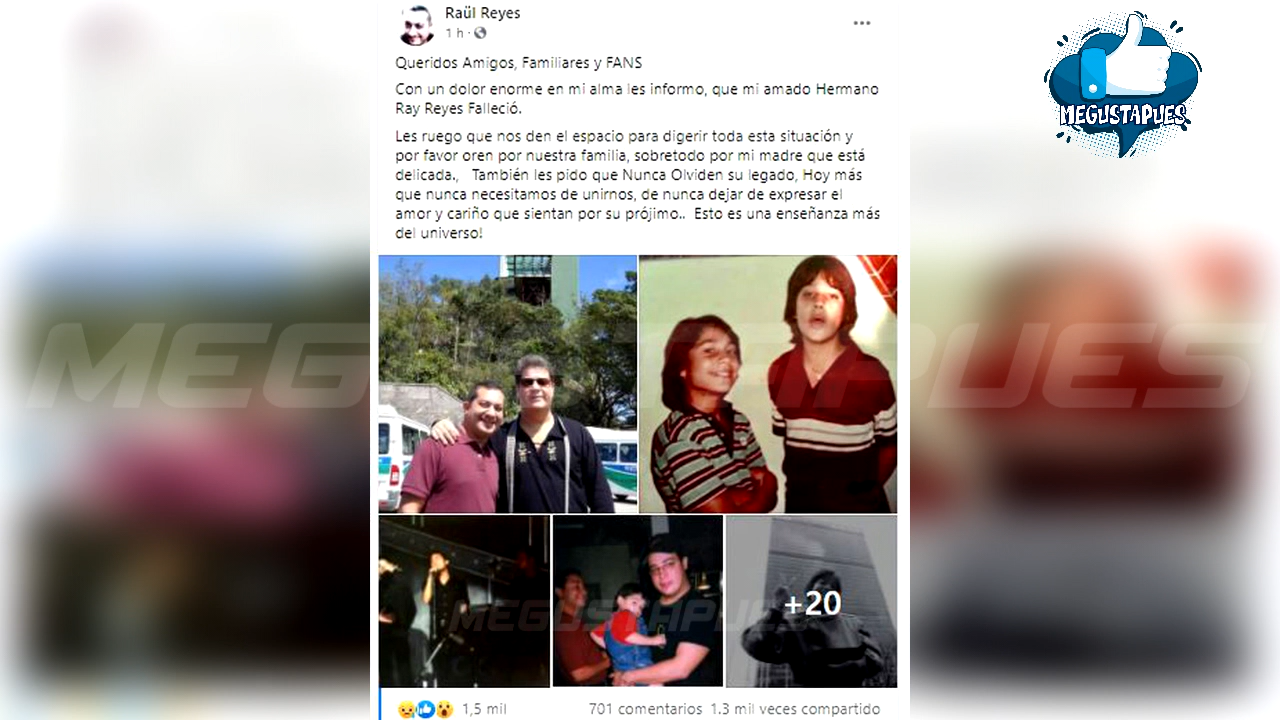 Raül Reyes
1 h ·
MEGUSTAPUES
Queridos Amigos, Familiares y FANS
Con un dolor enorme en mi alma les informo, que mi amado Hermano
Ray Reyes Falleció.
Les ruego que nos den el espacio para digerir toda esta situación y
por favor oren por nuestra familia, sobretodo por mi madre que está
delicada., También les pido que Nunca Olviden su legado, Hoy más
que nunca necesitamos de unirnos, de nunca dejar de expresar el
amor y cariño que sientan por su prójimo.. Esto es una enseñanza más
del universo!
MEGUSTAPUES
MEGUSTAPUES
+20
1,5 mil
701 comentarios 1.3 mil veces compartido